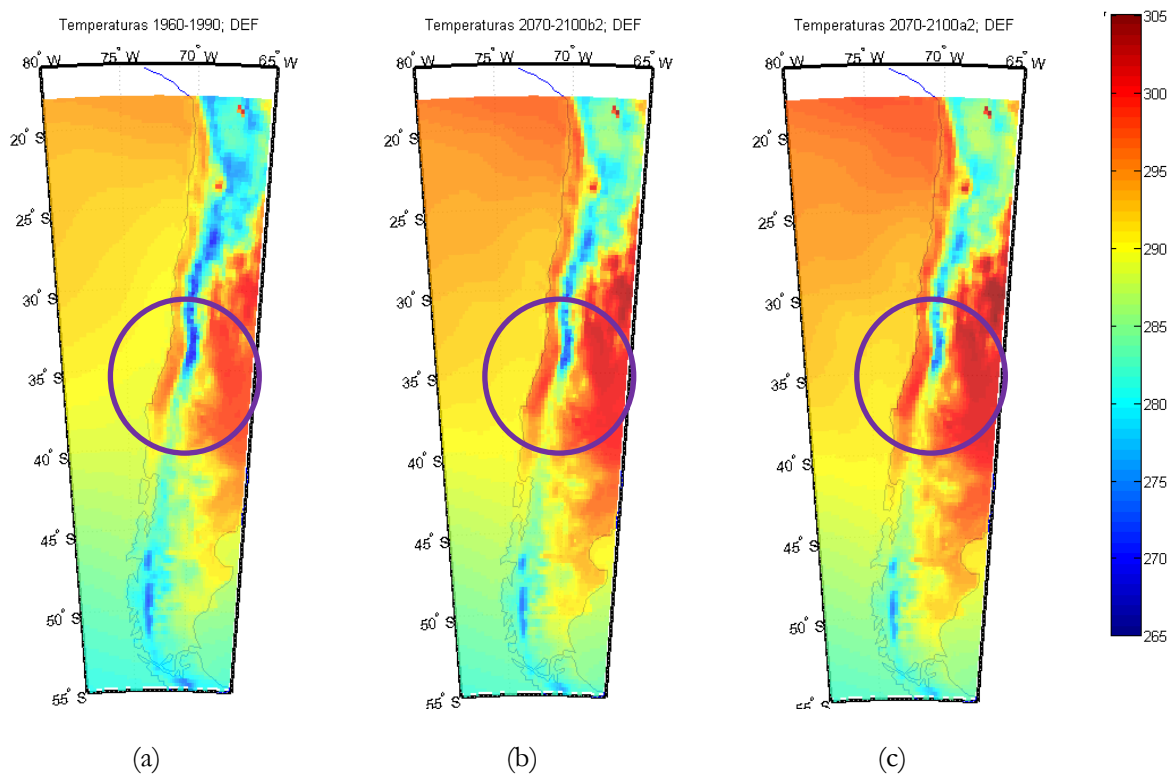 Temperaturas 1960-1990; DEF
80° W
75° W
70° W
65° W
20° S
25° S
30° S
35° S
40° S
45° S
50° S
55° S
(a)
Temperaturas 2070-2100b2; DEF
80° W
75° W
70° W
65° W
20° S
25° S
30° S
35° S
40° S
45° S
50° S
55° S
(b)
Temperaturas 2070-2100a2; DEF
80° W
75° W
70° W
65° W
20° S
25° S
30° S
35° S
40° S
45° S
50° S
55° S
(c)
305
300
295
290
285
280
275
270
265